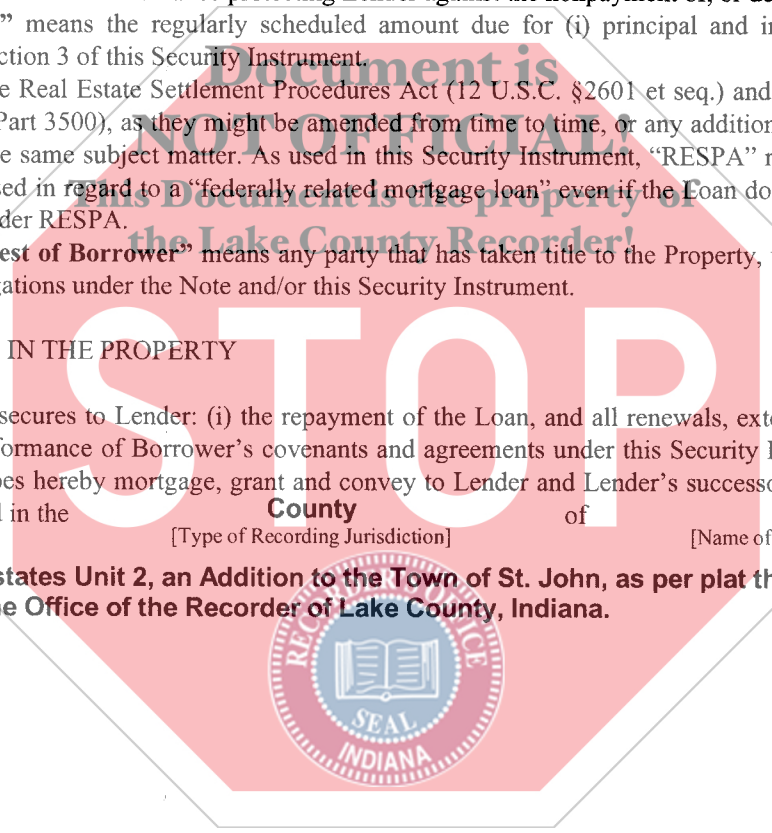 ” means the regularly scheduled amount due for (i) principal and in
ction 3 of this Security Instrument.
Document is
e Real Estate Settlement Procedures Act (12 U.S.C. §2601 et seq.) and
Part 3500), as they might be amended from time to time, or any addition
NOT OFFICIAL!
e same subject matter. As used in this Security Instrument, “RESPA”
sed in regard to a “federally related mortgage loan” even if the Loan do
This Document is the property of
der RESPA.
the Lake County Recorder!
est of Borrower” means any party that has taken title to the Property,
gations under the Note and/or this Security Instrument.
STOP
IN THE PROPERTY
secures to Lender: (i) the repayment of the Loan, and all renewals, exte
formance of Borrower’s covenants and agreements under this Security
oes hereby mortgage, grant and convey to Lender and Lender’s successo
l in the County of
[Type of Recording Jurisdiction] [Name of
states Unit 2, an Addition to the Town of St. John, as per plat th
e Office of the Recorder of Lake County, Indiana.
RECORDER'S OFFICE
SEAL
INDIANA